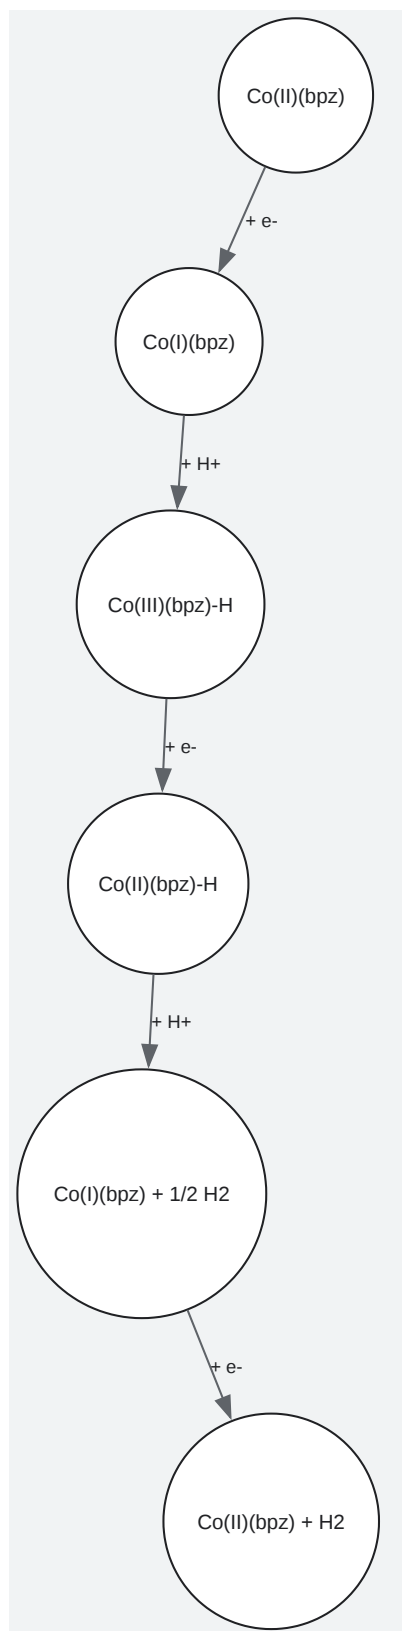 Co(II)(bpz)
+ e-
Co(I)(bpz)
+ H+
Co(III)(bpz)-H
+ e-
Co(II)(bpz)-H
+ H+
Co(I)(bpz) + 1/2 H2
+ e-
Co(II)(bpz) + H2